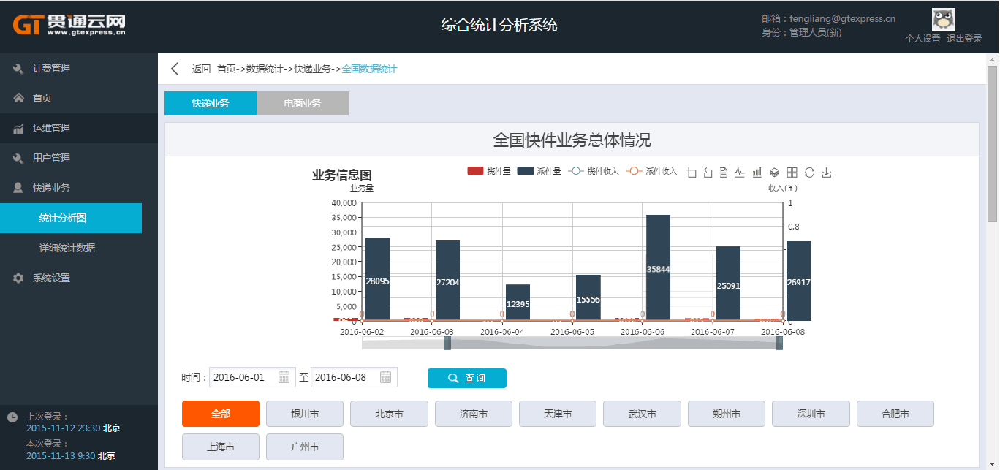 GT 贯通云网
www.gtexpress.cn
综合统计分析系统
邮箱：fengliang@gtexpress.cn
身份：管理人员(新)
个人设置 退出登录
计费管理
首页
运维管理
用户管理
快递业务
统计分析图
详细统计数据
系统设置
上次登录：
2015-11-12 23:30 北京
本次登录：
2015-11-13 9:30 北京
返回 首页->数据统计->快递业务->全国数据统计
快递业务 电商业务
全国快件业务总体情况
业务信息图
揽件量 派件量 揽件收入 派件收入
业务量 收入(¥)
40,000 1
35,000
30,000 0.8
25,000
20,000
15,000
10,000
5,000
0 0
28095 27204 12395 15556 35844 25091 26917
0 0 0 0 0 0 0
2016-06-02 2016-06-03 2016-06-04 2016-06-05 2016-06-06 2016-06-07 2016-06-08
时间：2016-06-01 至 2016-06-08 查询
全部 银川市 北京市 济南市 天津市 武汉市 朔州市 深圳市 合肥市
上海市 广州市